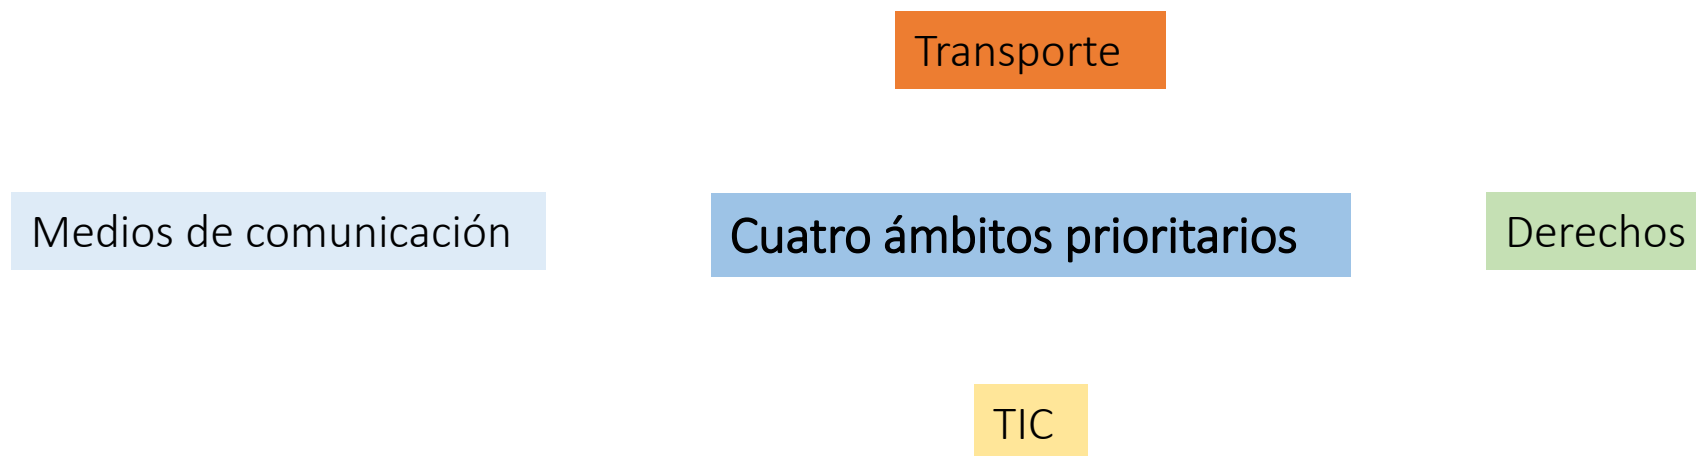 Transporte
Medios de comunicación
Cuatro ámbitos prioritarios
Derechos
TIC